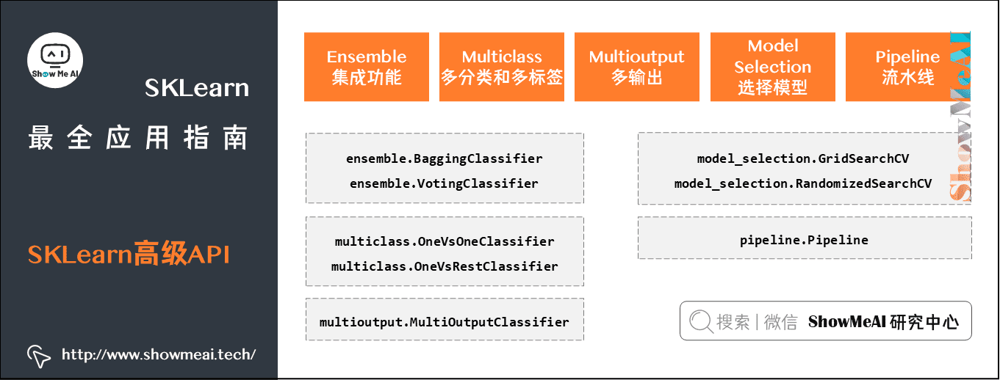 Show Me AI
SKLearn
最全应用指南
SKLearn高级API
http://www.showmeai.tech/
Ensemble
集成功能
Multiclass
多分类和多标签
Multioutput
多输出
Model
Selection
选择模型
Pipeline
流水线
ShowMeAI
ensemble.BaggingClassifier
ensemble.VotingClassifier
multiclass.OneVsOneClassifier
multiclass.OneVsRestClassifier
multioutput.MultiOutputClassifier
model_selection.GridSearchCV
model_selection.RandomizedSearchCV
pipeline.Pipeline
搜索 | 微信 ShowMeAI 研究中心